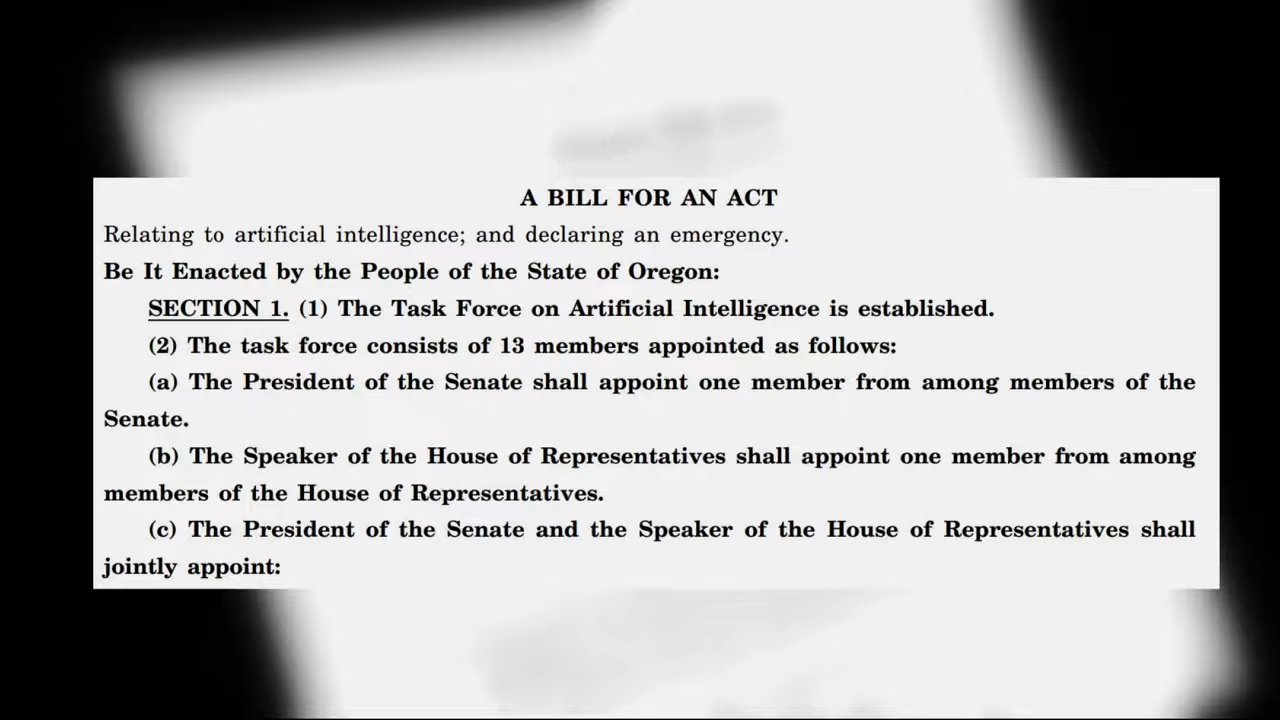 A BILL FOR AN ACT
Relating to artificial intelligence; and declaring an emergency.
Be It Enacted by the People of the State of Oregon:
SECTION 1. (1) The Task Force on Artificial Intelligence is established.
(2) The task force consists of 13 members appointed as follows:
(a) The President of the Senate shall appoint one member from among members of the
Senate.
(b) The Speaker of the House of Representatives shall appoint one member from among
members of the House of Representatives.
(c) The President of the Senate and the Speaker of the House of Representatives shall
jointly appoint: